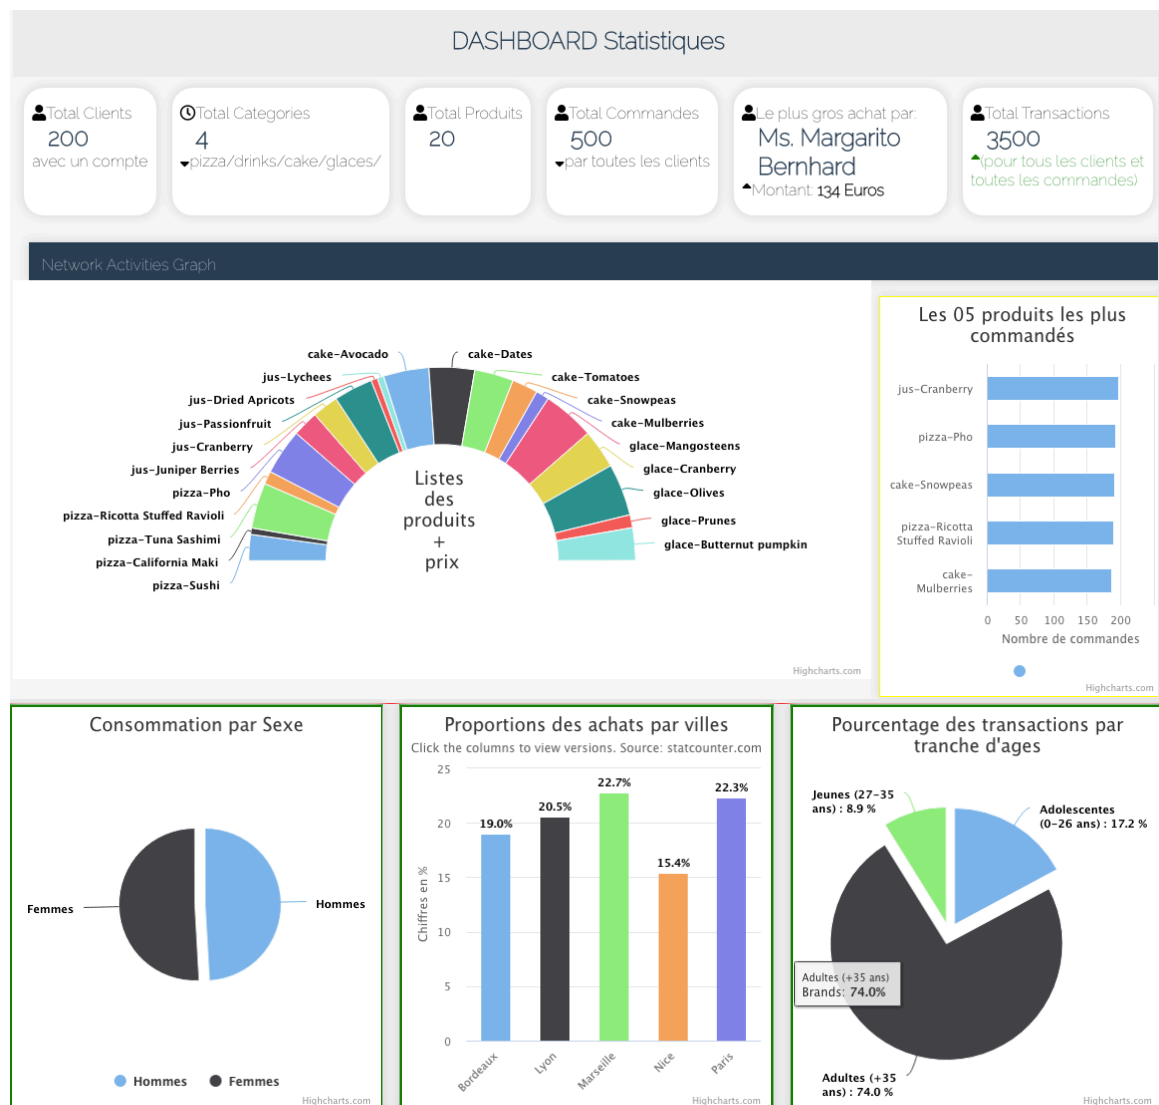 DASHBOARD Statistiques
Total Clients
200
avec un compte
Total Categories
4
pizza/drinks/cake/glaces/
Total Produits
20
Total Commandes
500
par toutes les clients
Le plus gros achat par:
Ms. Margarito
Bernhard
Montant: 134 Euros
Total Transactions
3500
(pour tous les clients et
toutes les commandes)
Network Activities Graph
cake-Avocado
jus-Lychees
jus-Dried Apricots
jus-Passionfruit
jus-Cranberry
jus-Juniper Berries
pizza-Pho
pizza-Ricotta Stuffed Ravioli
pizza-Tuna Sashimi
pizza-California Maki
pizza-Sushi
cake-Dates
cake-Tomatoes
cake-Snowpeas
cake-Mulberries
glace-Mangosteens
glace-Cranberry
glace-Olives
glace-Prunes
glace-Butternut pumpkin
Listes
des
produits
+
prix
Highcharts.com
Les 05 produits les plus
commandés
jus-Cranberry
pizza-Pho
cake-Snowpeas
pizza-Ricotta
Stuffed Ravioli
cake-
Mulberries
0 50 100 150 200
Nombre de commandes
Highcharts.com
Consommation par Sexe
Femmes
Hommes
Hommes Femmes
Highcharts.com
Proportions des achats par villes
Click the columns to view versions. Source: statcounter.com
Chiffres en %
25
20
15
10
5
0
19.0%
20.5%
22.7%
15.4%
22.3%
Bordeaux
Lyon
Marseille
Nice
Paris
Highcharts.com
Pourcentage des transactions par
tranche d'ages
Jeunes (27-35
ans) : 8.9 %
Adolescentes
(0-26 ans) : 17.2 %
Adultes (+35 ans)
Brands: 74.0%
Adultes (+35
ans) : 74.0 %
Highcharts.com